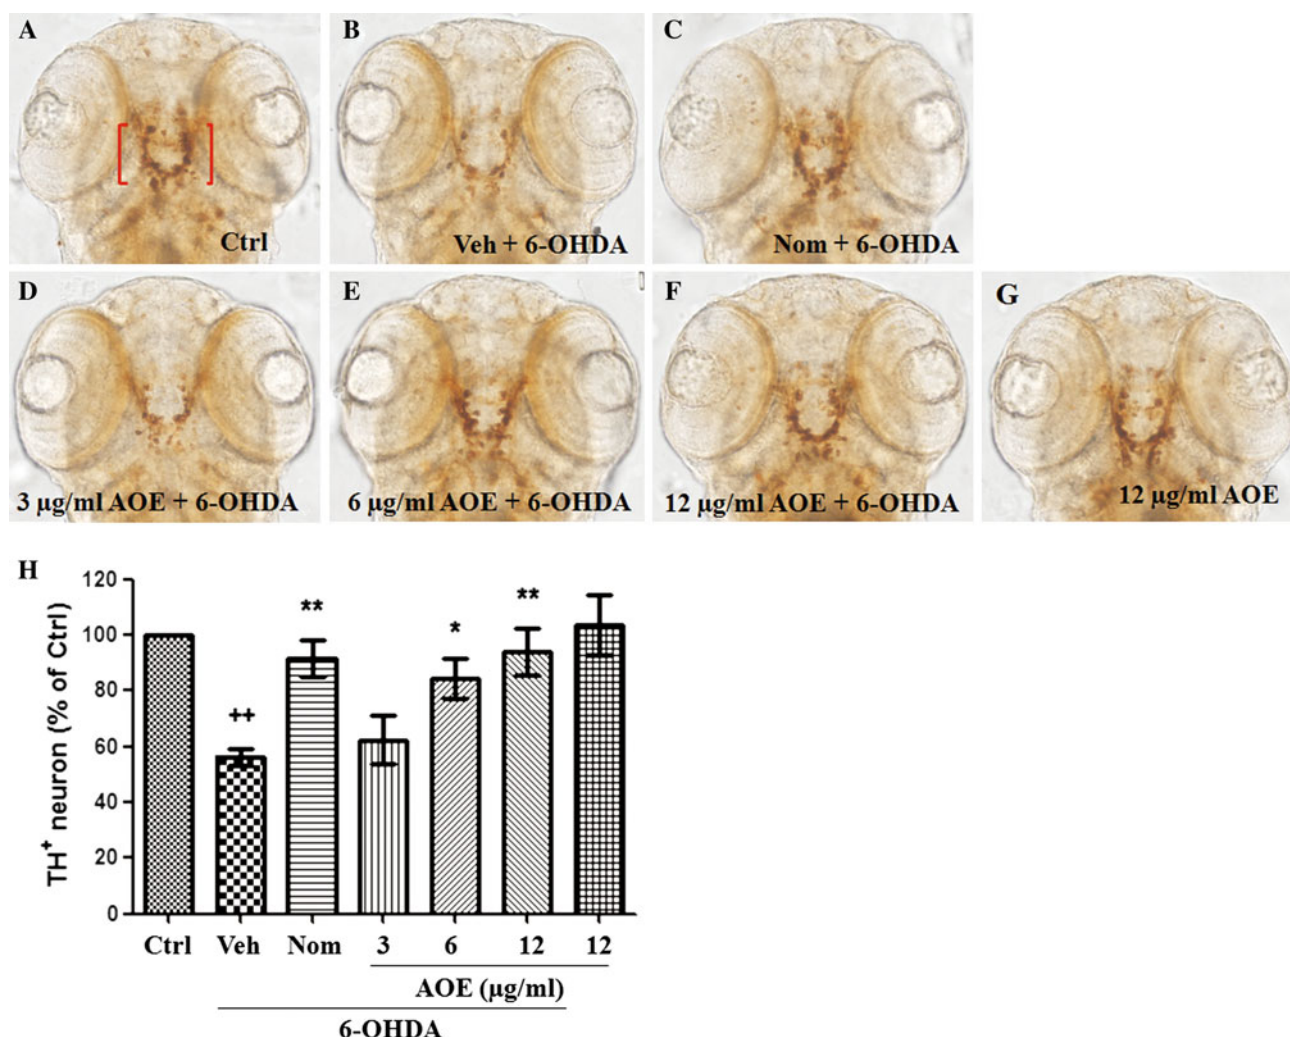 A
B
C
Ctrl
Veh + 6-OHDA
Nom + 6-OHDA
D
E
F
G
3 µg/ml AOE + 6-OHDA
6 µg/ml AOE + 6-OHDA
12 µg/ml AOE + 6-OHDA
12 µg/ml AOE
H
TH⁺ neuron (% of Ctrl)
120
100
80
60
40
20
0
++
**
*
**
Ctrl Veh Nom 3 6 12 12
AOE (µg/ml)
6-OHDA